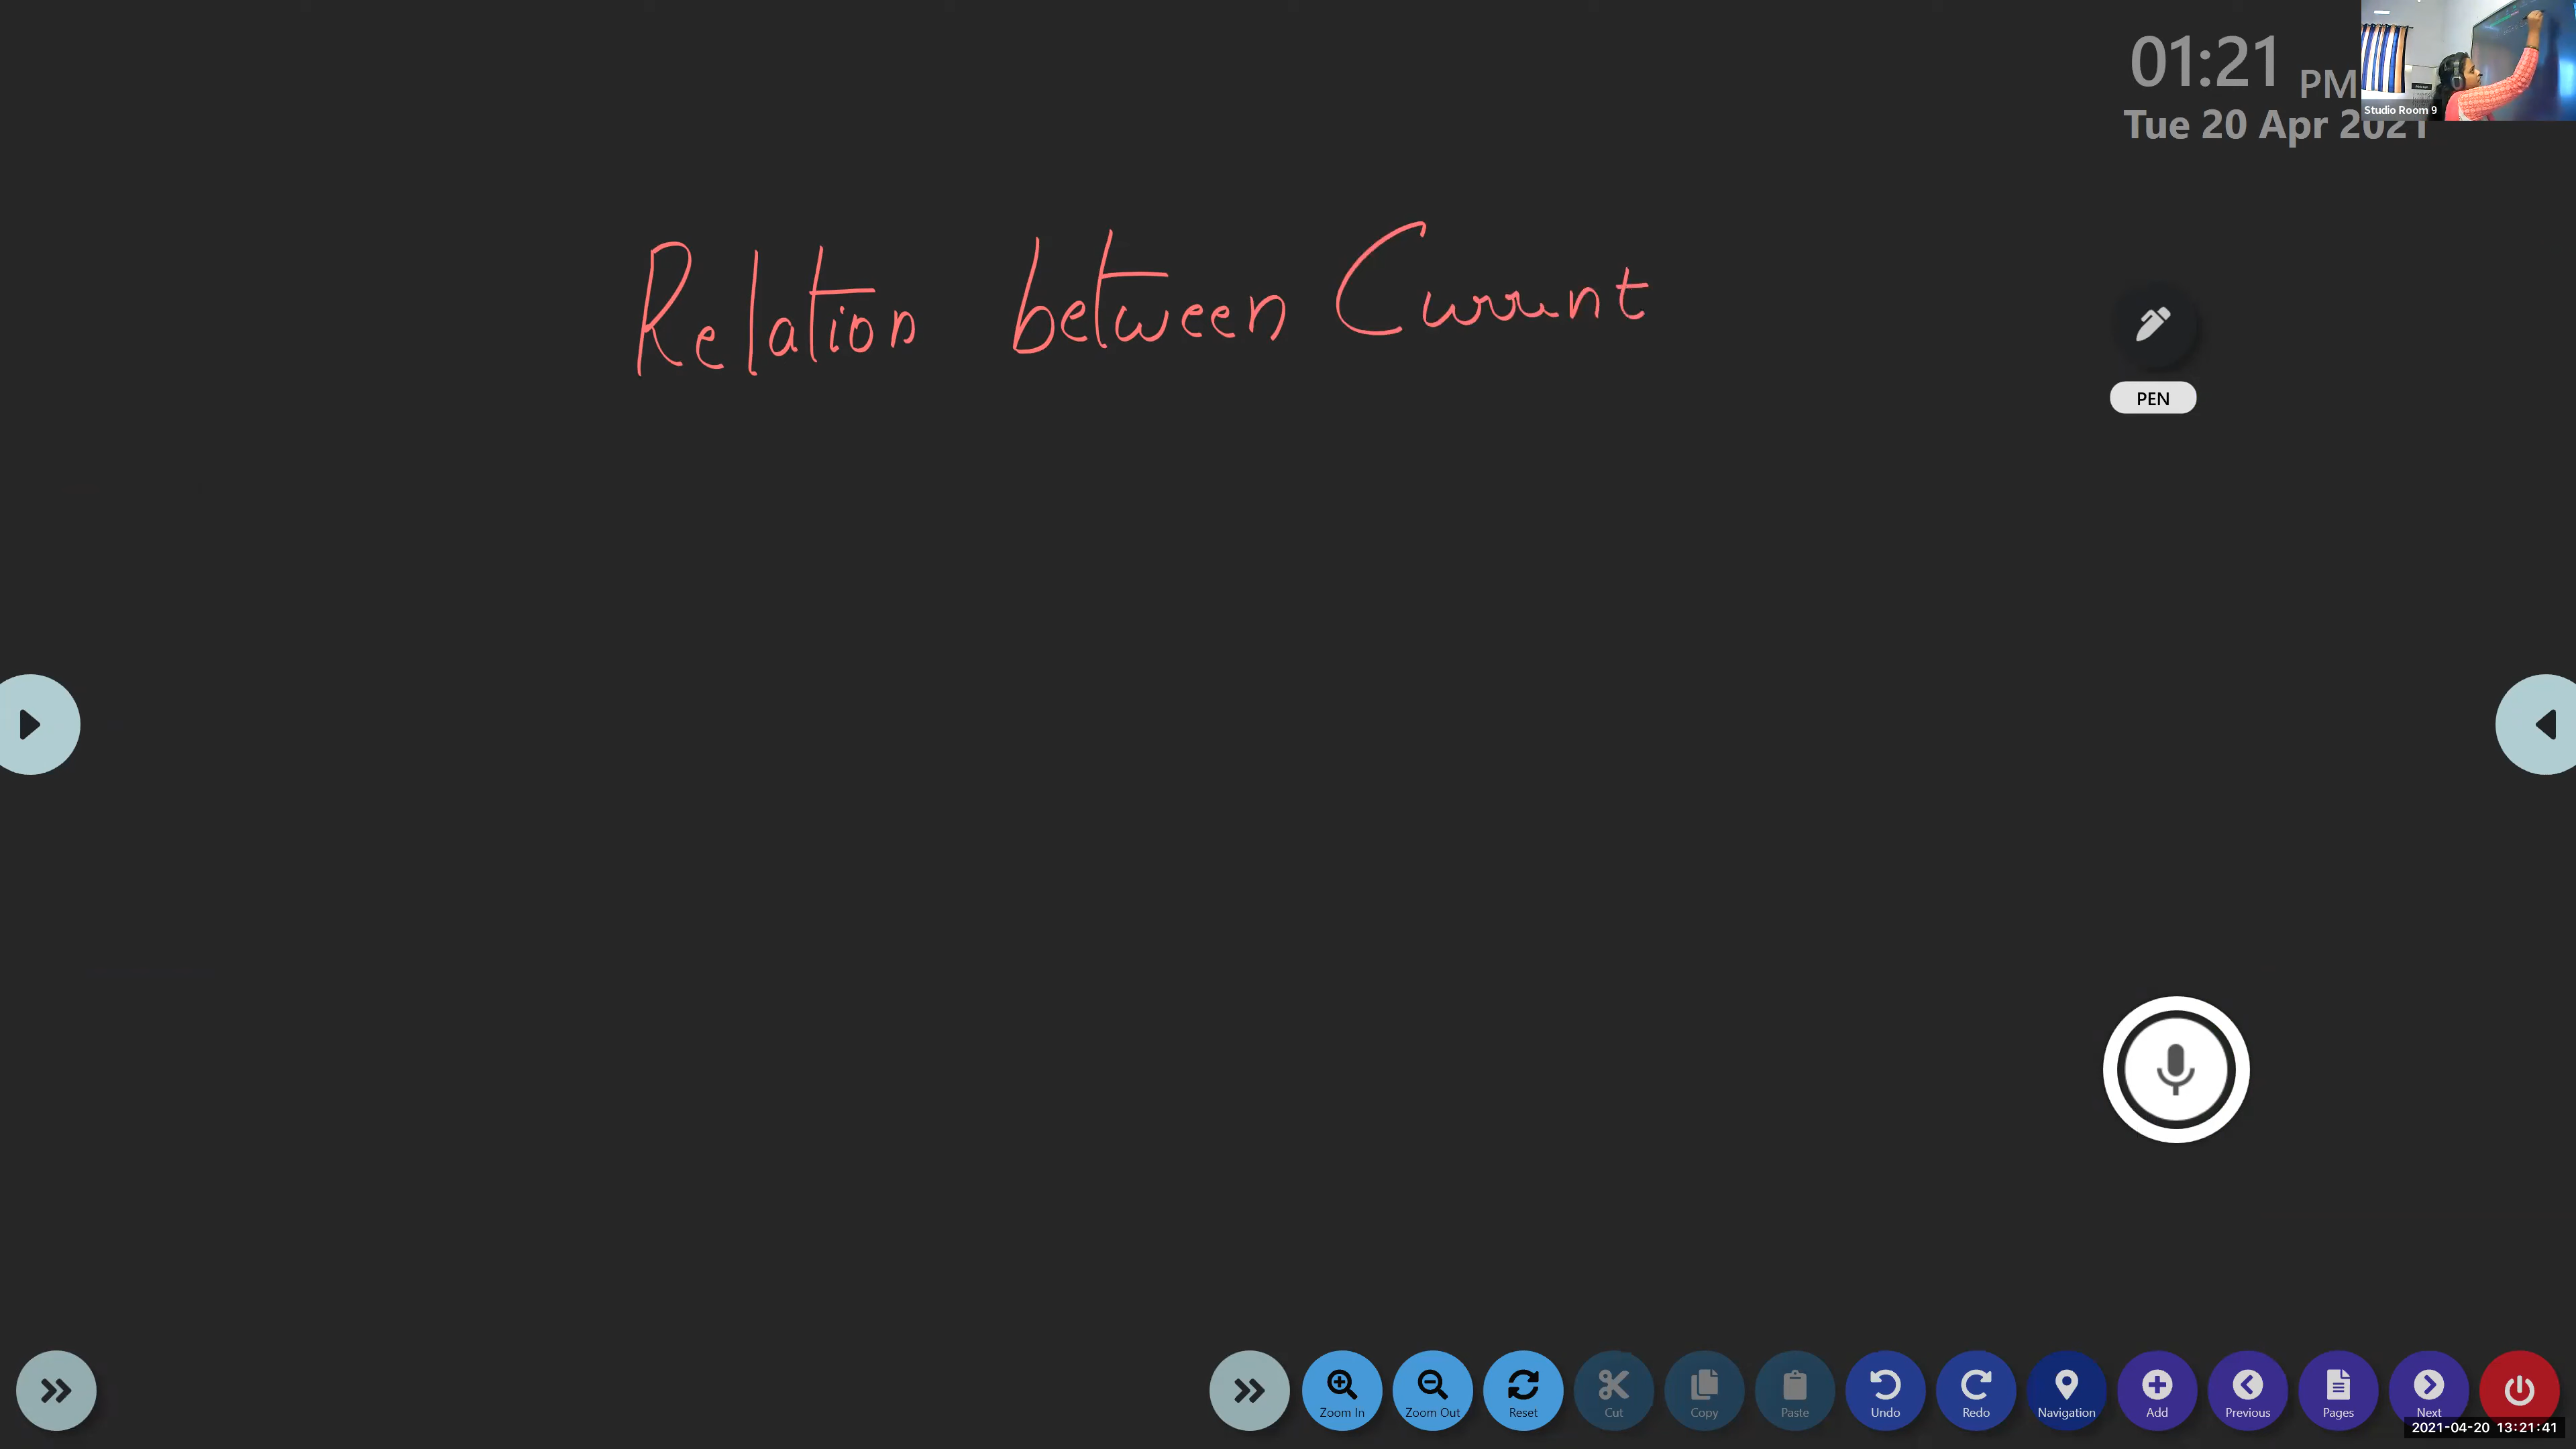 01:21 PM
Studio Room 9
Tue 20 Apr 2021
Relation between Current
PEN
Zoom In
Zoom Out
Reset
Cut
Copy
Paste
Undo
Redo
Navigation
Add
Previous
Pages
Next
2021-04-20 13:21:41